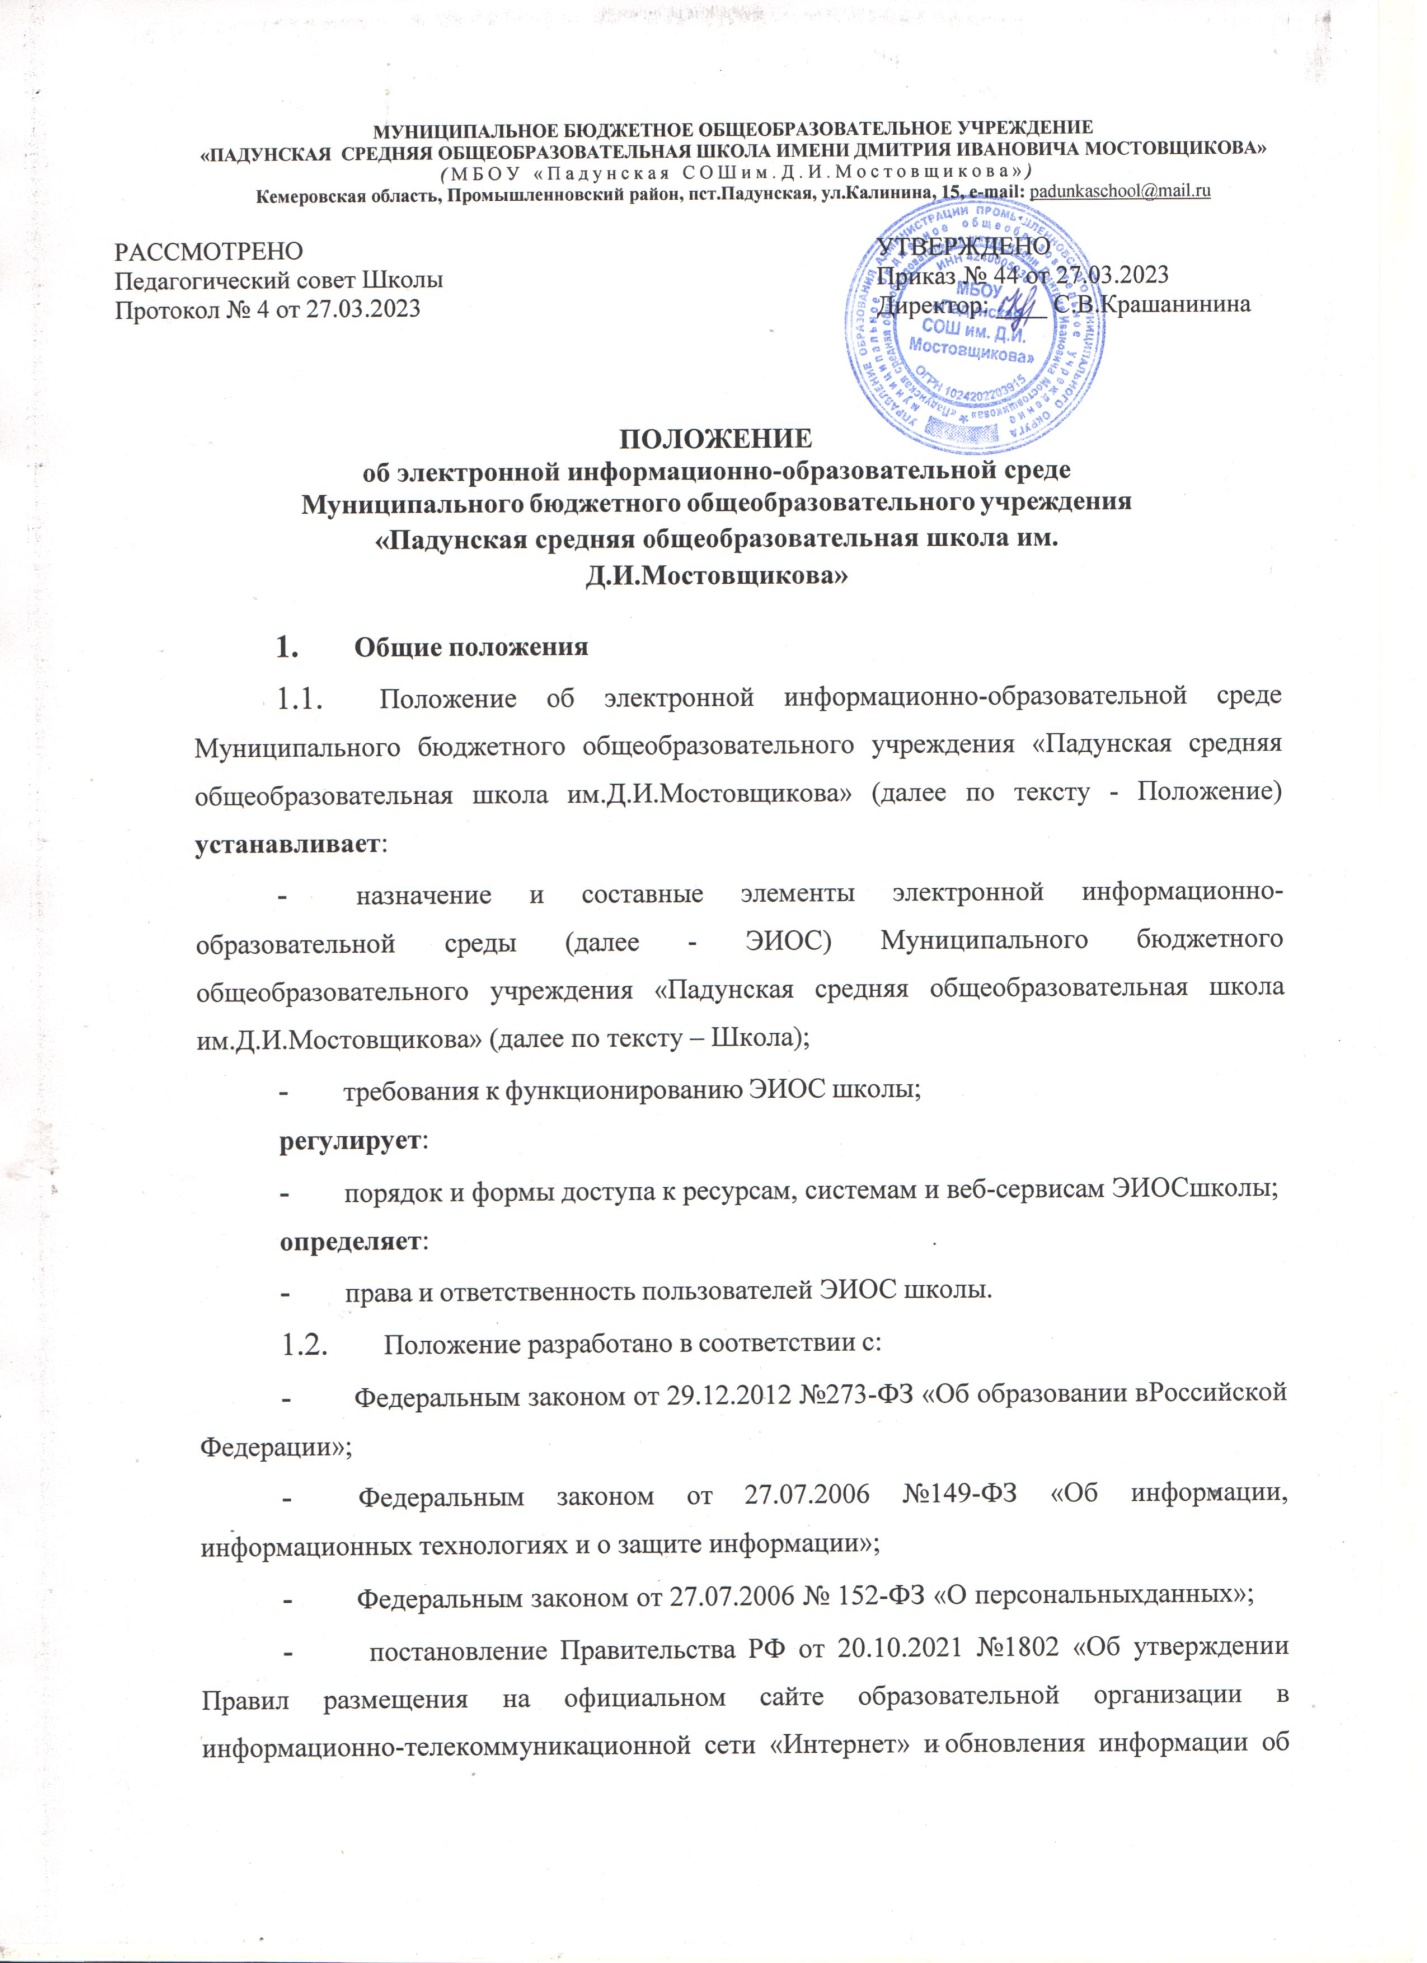 МУНИЦИПАЛЬНОЕ БЮДЖЕТНОЕ ОБЩЕОБРАЗОВАТЕЛЬНОЕ УЧРЕЖДЕНИЕ
«ПАДУНСКАЯ СРЕДНЯЯ ОБЩЕОБРАЗОВАТЕЛЬНАЯ ШКОЛА ИМЕНИ ДМИТРИЯ ИВАНОВИЧА МОСТОВЩИКОВА»
(МБОУ «Падунская СОШим.Д.И.Мостовщикова»)
Кемеровская область, Промышленновский район, пст.Падунская, ул.Калинина, 15, e-mail: padunkaschool@mail.ru
РАССМОТРЕНО
Педагогический совет Школы
Протокол № 4 от 27.03.2023
УТВЕРЖДЕНО
Приказ № 44 от 27.03.2023
Директор: ____ С.В.Крашанинина
МБОУ
СОШ им. Д.И.
Мостовщикова»
ОГРН 1024202203915
ПОЛОЖЕНИЕ
об электронной информационно-образовательной среде
Муниципального бюджетного общеобразовательного учреждения
«Падунская средняя общеобразовательная школа им.
Д.И.Мостовщикова»
1. Общие положения
1.1. Положение об электронной информационно-образовательной среде
Муниципального бюджетного общеобразовательного учреждения «Падунская средняя
общеобразовательная школа им.Д.И.Мостовщикова» (далее по тексту - Положение)
устанавливает:
- назначение и составные элементы электронной информационно-
образовательной среды (далее - ЭИОС) Муниципального бюджетного
общеобразовательного учреждения «Падунская средняя общеобразовательная школа
им.Д.И.Мостовщикова» (далее по тексту – Школа);
- требования к функционированию ЭИОС школы;
регулирует:
- порядок и формы доступа к ресурсам, системам и веб-сервисам ЭИОСшколы;
определяет:
- права и ответственность пользователей ЭИОС школы.
1.2. Положение разработано в соответствии с:
- Федеральным законом от 29.12.2012 №273-ФЗ «Об образовании вРоссийской
Федерации»;
- Федеральным законом от 27.07.2006 №149-ФЗ «Об информации,
информационных технологиях и о защите информации»;
- Федеральным законом от 27.07.2006 № 152-ФЗ «О персональныхданных»;
- постановление Правительства РФ от 20.10.2021 №1802 «Об утверждении
Правил размещения на официальном сайте образовательной организации в
информационно-телекоммуникационной сети «Интернет» и обновления информации об